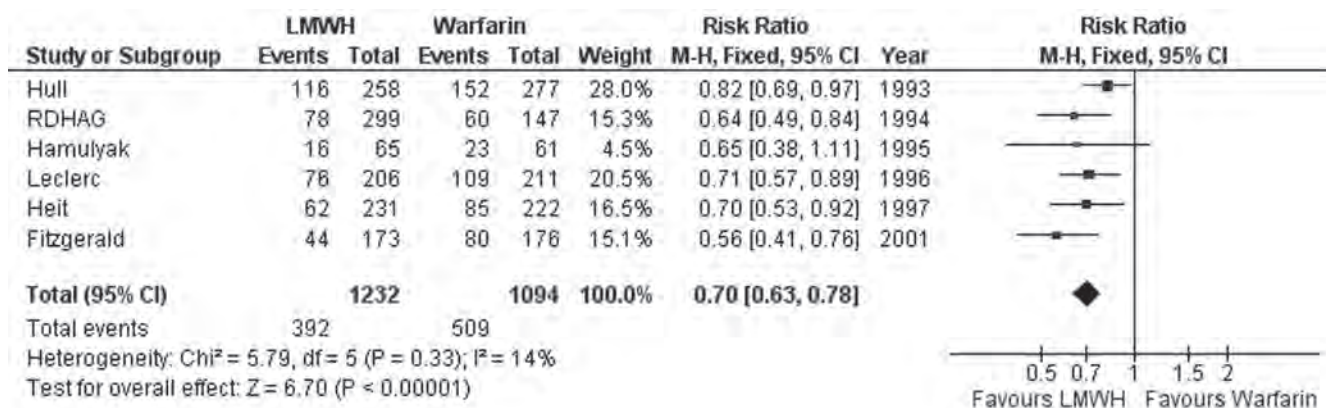 LMWH Warfarin Risk Ratio Risk Ratio
Study or Subgroup Events Total Events Total Weight M-H, Fixed, 95% CI Year M-H, Fixed, 95% CI
Hull 116 258 152 277 28.0% 0.82 [0.69, 0.97] 1993
RDHAG 78 299 60 147 15.3% 0.64 [0.49, 0.84] 1994
Hamulyak 16 65 23 61 4.5% 0.65 [0.38, 1.11] 1995
Leclerc 76 206 109 211 20.5% 0.71 [0.57, 0.89] 1996
Heit 62 231 85 222 16.5% 0.70 [0.53, 0.92] 1997
Fitzgerald 44 173 80 176 15.1% 0.56 [0.41, 0.76] 2001
Total (95% CI) 1232 1094 100.0% 0.70 [0.63, 0.78]
Total events 392 509
Heterogeneity: Chi² = 5.79, df = 5 (P = 0.33); I² = 14%
Test for overall effect: Z = 6.70 (P < 0.00001)
0.5 0.7 1 1.5 2
Favours LMWH Favours Warfarin